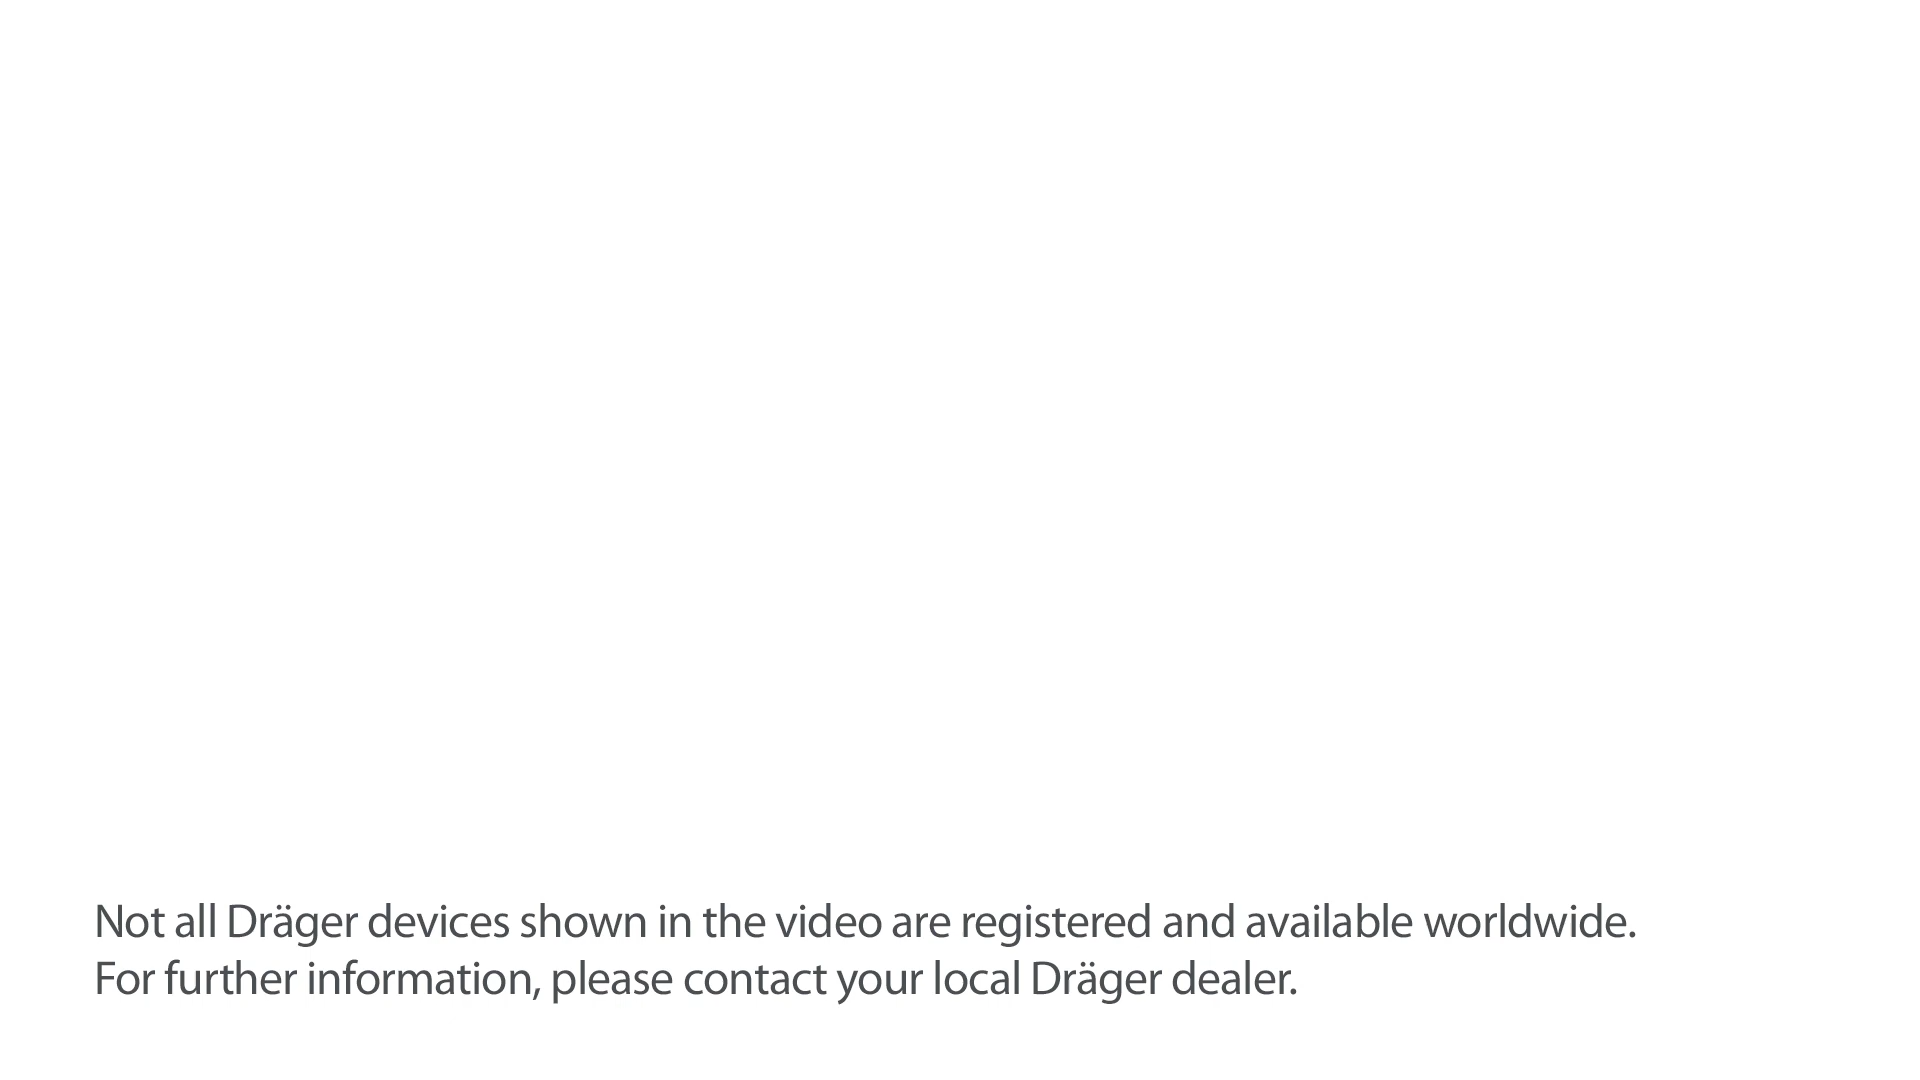 Not all Dräger devices shown in the video are registered and available worldwide.
For further information, please contact your local Dräger dealer.